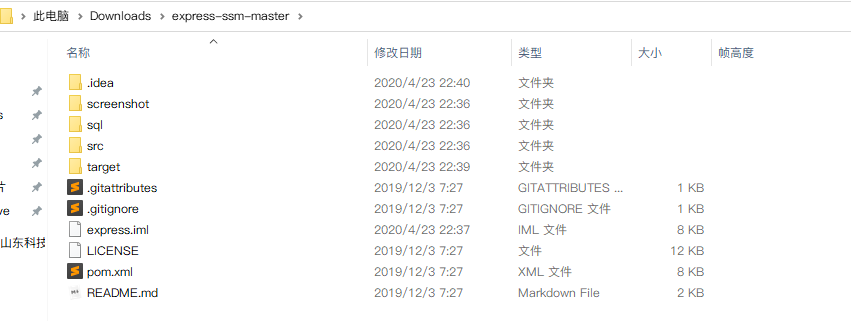 此电脑 > Downloads > express-ssm-master >
名称 修改日期 类型 大小 帧高度
.idea 2020/4/23 22:40 文件夹
screenshot 2020/4/23 22:36 文件夹
s sql 2020/4/23 22:36 文件夹
src 2020/4/23 22:36 文件夹
target 2020/4/23 22:39 文件夹
片 .gitattributes 2019/12/3 7:27 GITATTRIBUTES ... 1 KB
ve .gitignore 2019/12/3 7:27 GITIGNORE 文件 1 KB
express.iml 2020/4/23 22:37 IML 文件 8 KB
山东科技 LICENSE 2019/12/3 7:27 文件 12 KB
pom.xml 2019/12/3 7:27 XML 文件 8 KB
README.md 2019/12/3 7:27 Markdown File 2 KB